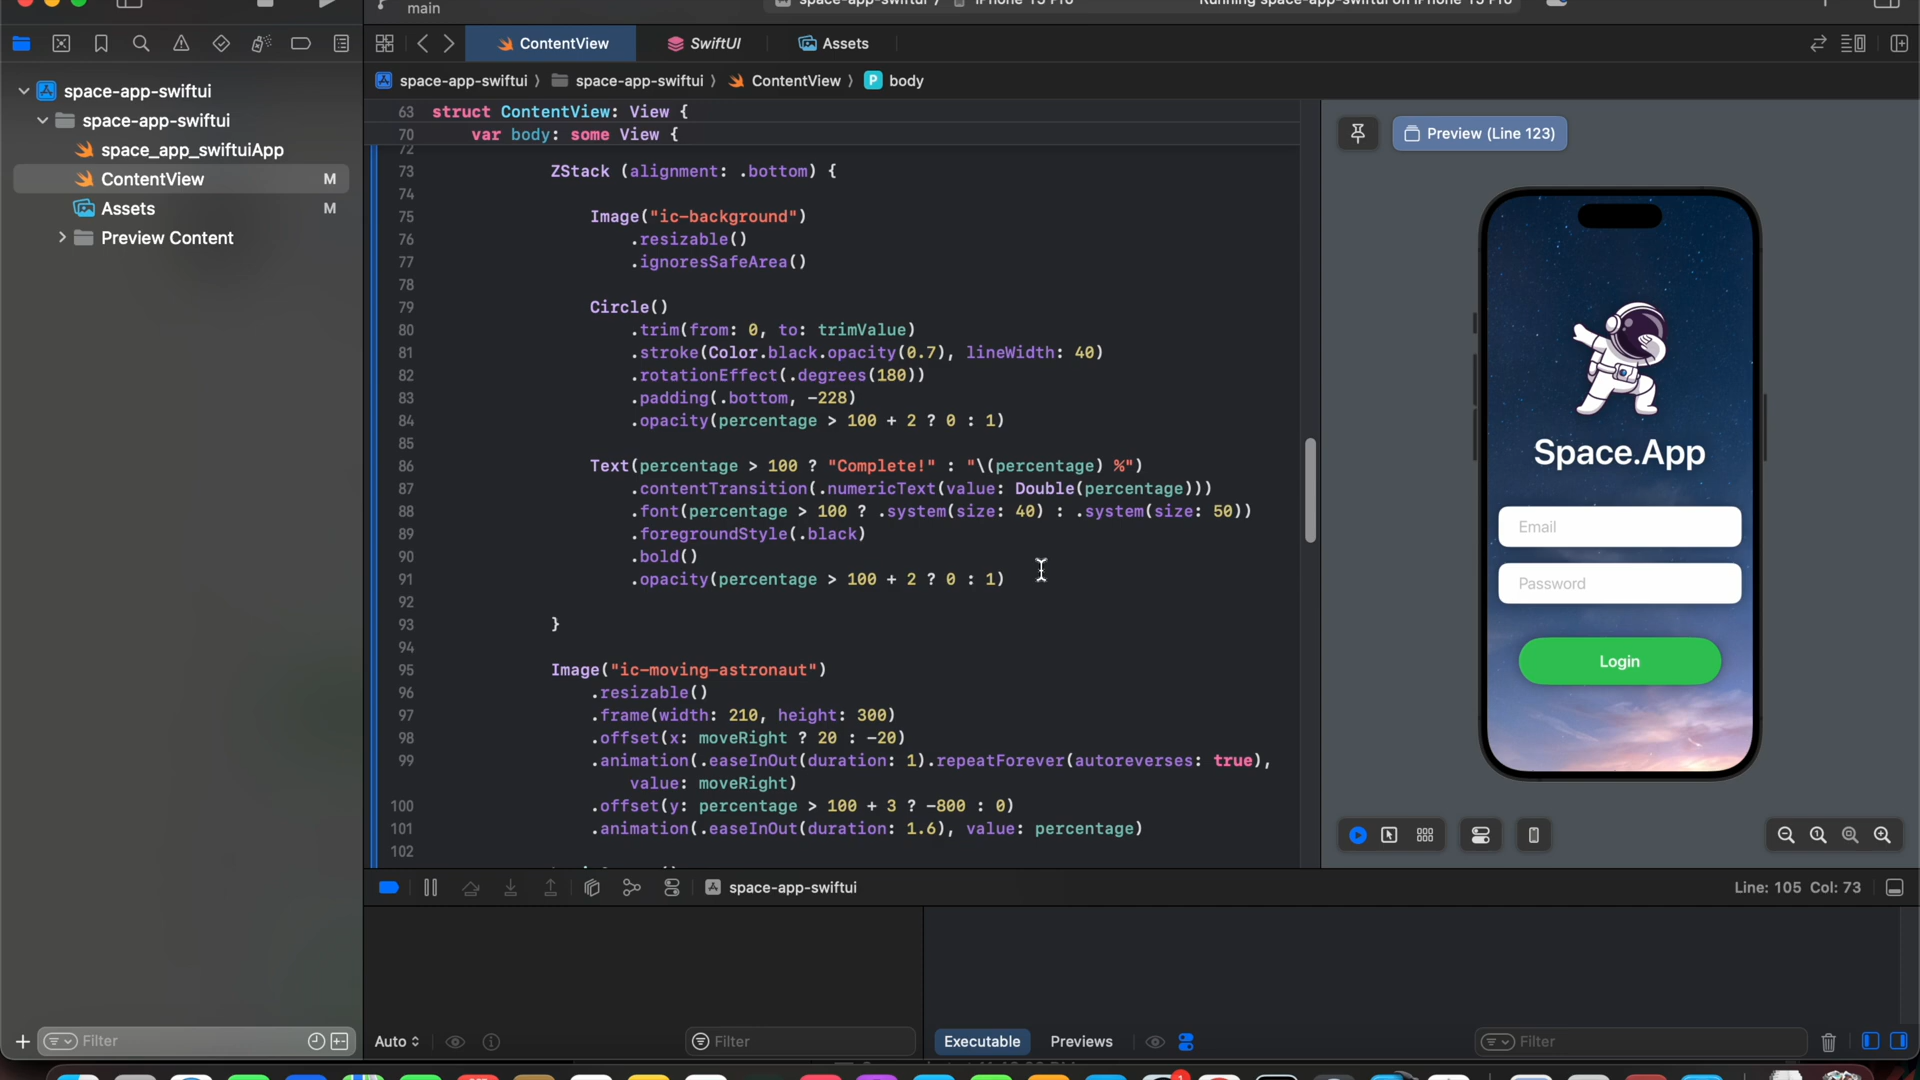 main
ContentView
SwiftUI
Assets
space-app-swiftui
space-app-swiftui
ContentView
body
space-app-swiftui
space-app-swiftui
space_app_swiftuiApp
ContentView M
Assets M
Preview Content
63 struct ContentView: View {
70 var body: some View {
72
73 ZStack (alignment: .bottom) {
74
75 Image("ic-background")
76 .resizable()
77 .ignoresSafeArea()
78
79 Circle()
80 .trim(from: 0, to: trimValue)
81 .stroke(Color.black.opacity(0.7), lineWidth: 40)
82 .rotationEffect(.degrees(180))
83 .padding(.bottom, -228)
84 .opacity(percentage > 100 + 2 ? 0 : 1)
85
86 Text(percentage > 100 ? "Complete!" : "\(percentage) %")
87 .contentTransition(.numericText(value: Double(percentage)))
88 .font(percentage > 100 ? .system(size: 40) : .system(size: 50))
89 .foregroundStyle(.black)
90 .bold()
91 .opacity(percentage > 100 + 2 ? 0 : 1)
92
93 }
94
95 Image("ic-moving-astronaut")
96 .resizable()
97 .frame(width: 210, height: 300)
98 .offset(x: moveRight ? 20 : -20)
99 .animation(.easeInOut(duration: 1).repeatForever(autoreverses: true),
value: moveRight)
100 .offset(y: percentage > 100 + 3 ? -800 : 0)
101 .animation(.easeInOut(duration: 1.6), value: percentage)
102
Preview (Line 123)
Space.App
Email
Password
Login
space-app-swiftui
Line: 105 Col: 73
Filter
Auto
Filter
Executable
Previews
Filter